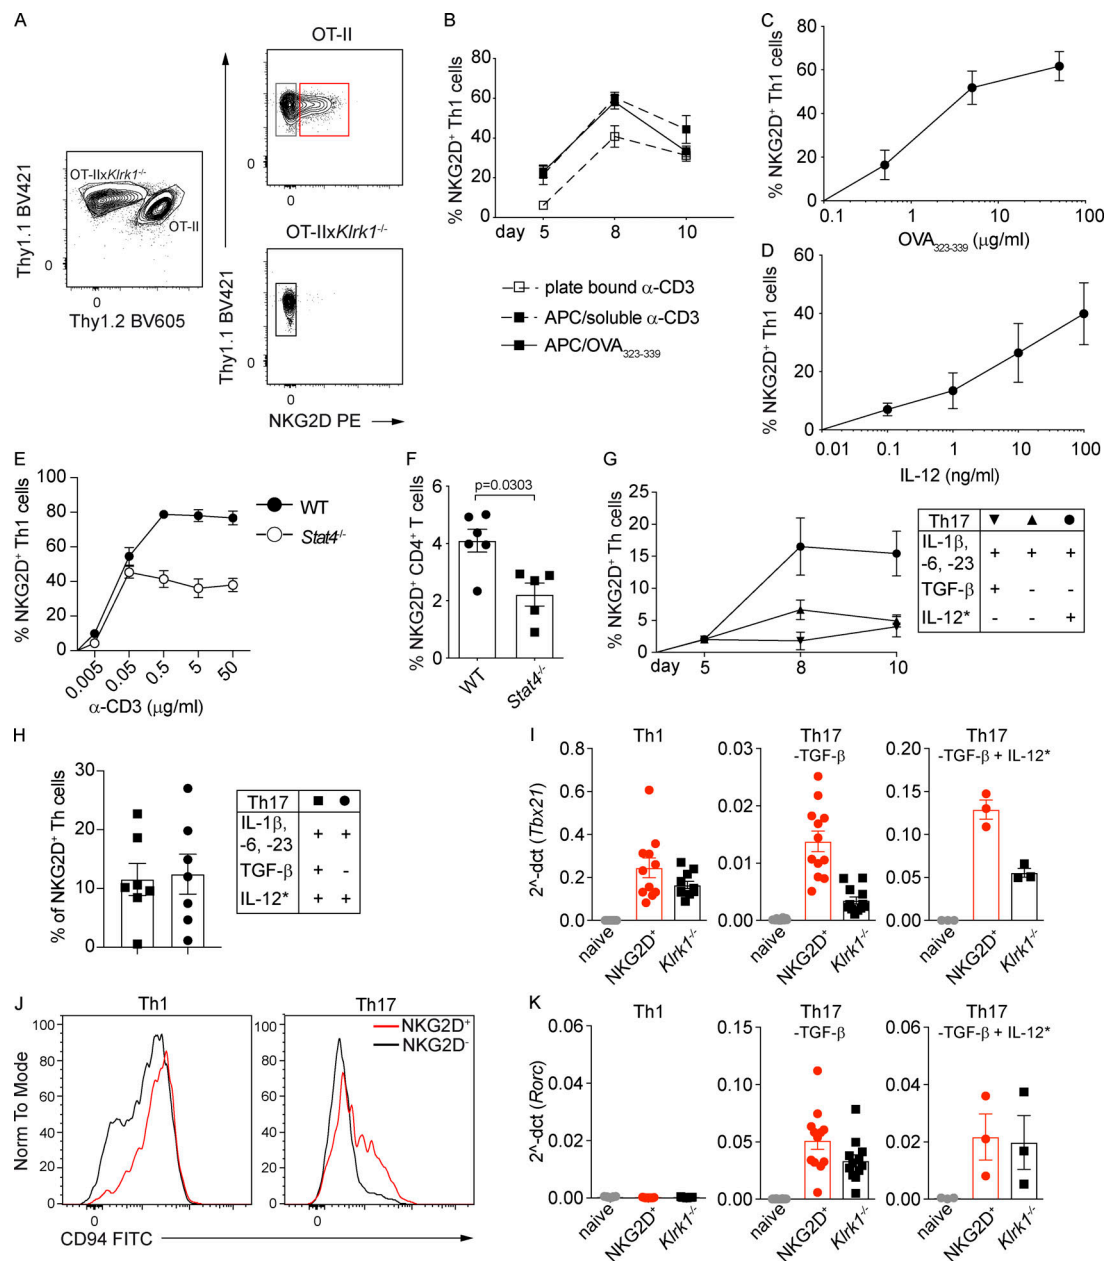 A
OT-II
Thy1.1 BV421
0
OT-IIxKlrk1-/-
OT-II
0
Thy1.2 BV605
0
0
OT-IIxKlrk1-/-
Thy1.1 BV421
0
0
NKG2D PE
B
% NKG2D+ Th1 cells
80
60
40
20
0
day 5 8 10
plate bound α-CD3
APC/soluble α-CD3
APC/OVA323-339
C
% NKG2D+ Th1 cells
80
60
40
20
0
0.1 1 10 100
OVA323-339 (μg/ml)
D
% NKG2D+ Th1 cells
60
40
20
0
0.01 0.1 1 10 100
IL-12 (ng/ml)
E
% NKG2D+ Th1 cells
100
80
60
40
20
0
0.005 0.05 0.5 5 50
α-CD3 (μg/ml)
WT
Stat4-/-
F
% NKG2D+ CD4+ T cells
p=0.0303
6
4
2
0
WT Stat4-/-
G
% NKG2D+ Th cells
25
20
15
10
5
0
day 5 8 10
Th17 ▼ ▲ ●
IL-1β, -6, -23 + + +
TGF-β + - -
IL-12* - - +
H
% of NKG2D+ Th cells
30
20
10
0
Th17 ■ ●
IL-1β, -6, -23 + +
TGF-β + -
IL-12* + +
I
2^-dct (Tbx21)
Th1
0.8
0.6
0.4
0.2
0.0
naive NKG2D+ Klrk1-/-
Th17
-TGF-β
0.03
0.02
0.01
0.00
naive NKG2D+ Klrk1-/-
Th17
-TGF-β + IL-12*
0.20
0.15
0.10
0.05
0.00
naive NKG2D+ Klrk1-/-
J
Th1
Th17
Norm To Mode
100
80
60
40
20
0
0
100
80
60
40
20
0
0
NKG2D+
NKG2D-
CD94 FITC
K
2^-dct (Rorc)
Th1
0.06
0.04
0.02
0.00
naive NKG2D+ Klrk1-/-
Th17
-TGF-β
0.15
0.10
0.05
0.00
naive NKG2D+ Klrk1-/-
Th17
-TGF-β + IL-12*
0.06
0.04
0.02
0.00
naive NKG2D+ Klrk1-/-